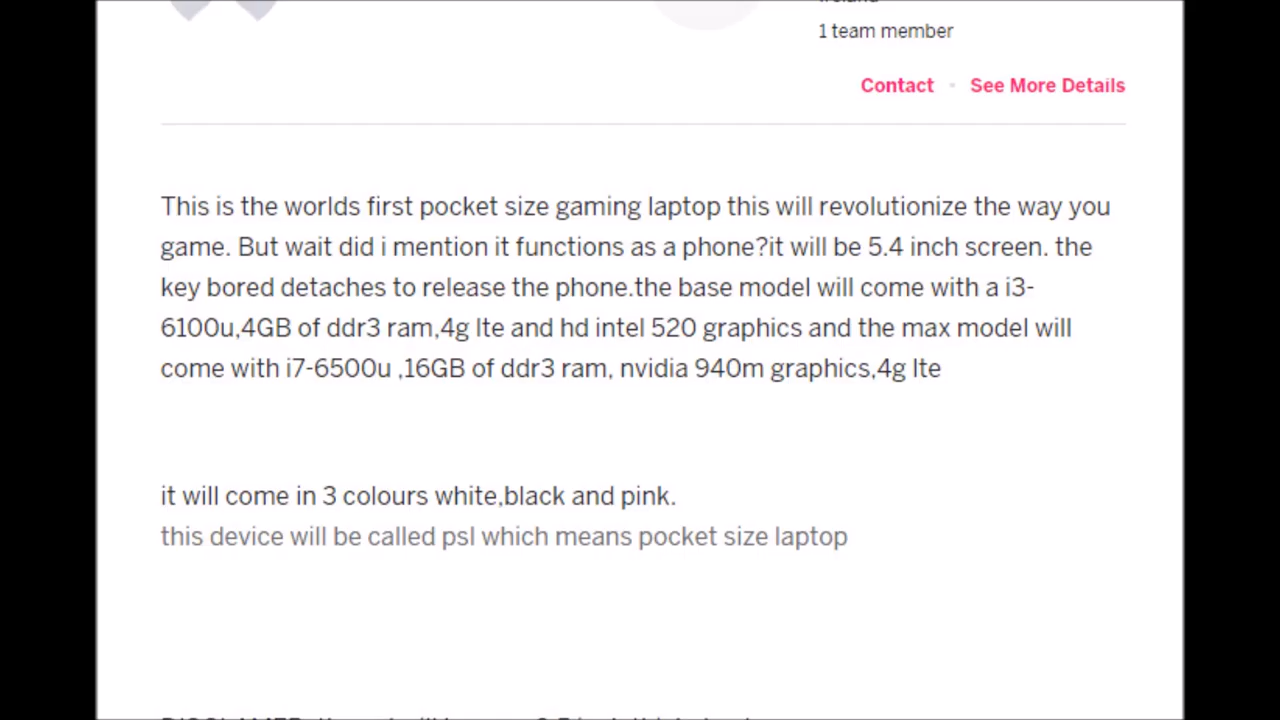 1 team member
Contact • See More Details
This is the worlds first pocket size gaming laptop this will revolutionize the way you
game. But wait did i mention it functions as a phone?it will be 5.4 inch screen. the
key bored detaches to release the phone.the base model will come with a i3-
6100u,4GB of ddr3 ram,4g lte and hd intel 520 graphics and the max model will
come with i7-6500u ,16GB of ddr3 ram, nvidia 940m graphics,4g lte
it will come in 3 colours white,black and pink.
this device will be called psl which means pocket size laptop